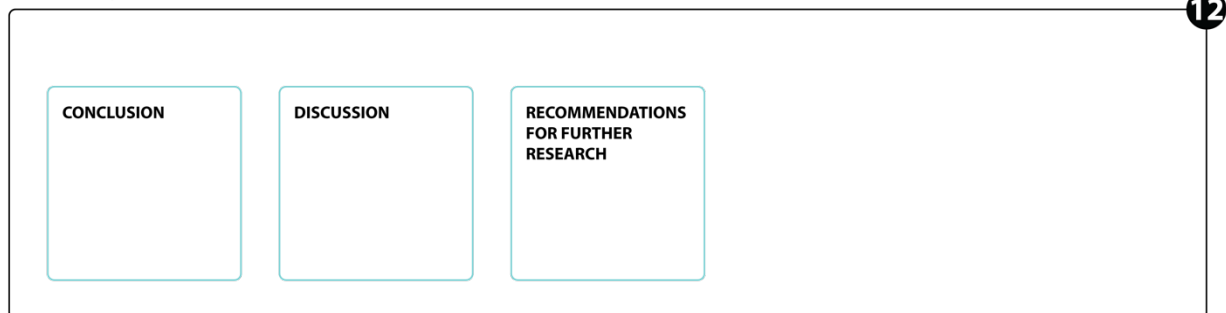 12
CONCLUSION
DISCUSSION
RECOMMENDATIONS
FOR FURTHER
RESEARCH